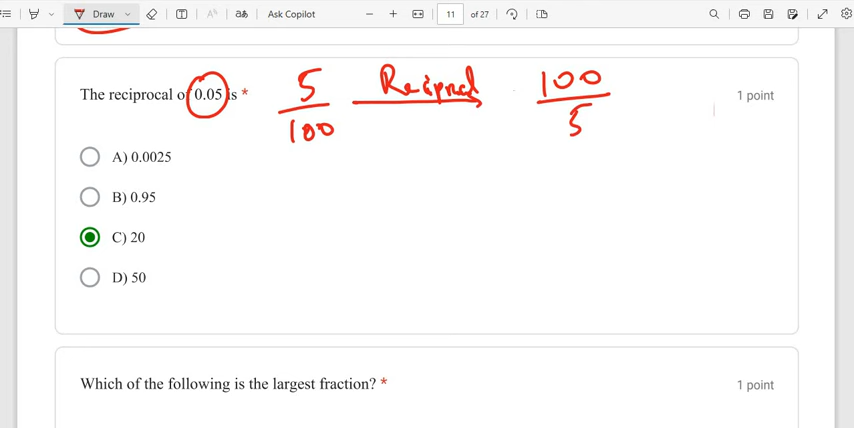 Draw
Ask Copilot
11 of 27
The reciprocal of 0.05 is *
1 point
5
100
Reciprocal
100
5
A) 0.0025
B) 0.95
C) 20
D) 50
Which of the following is the largest fraction? *
1 point